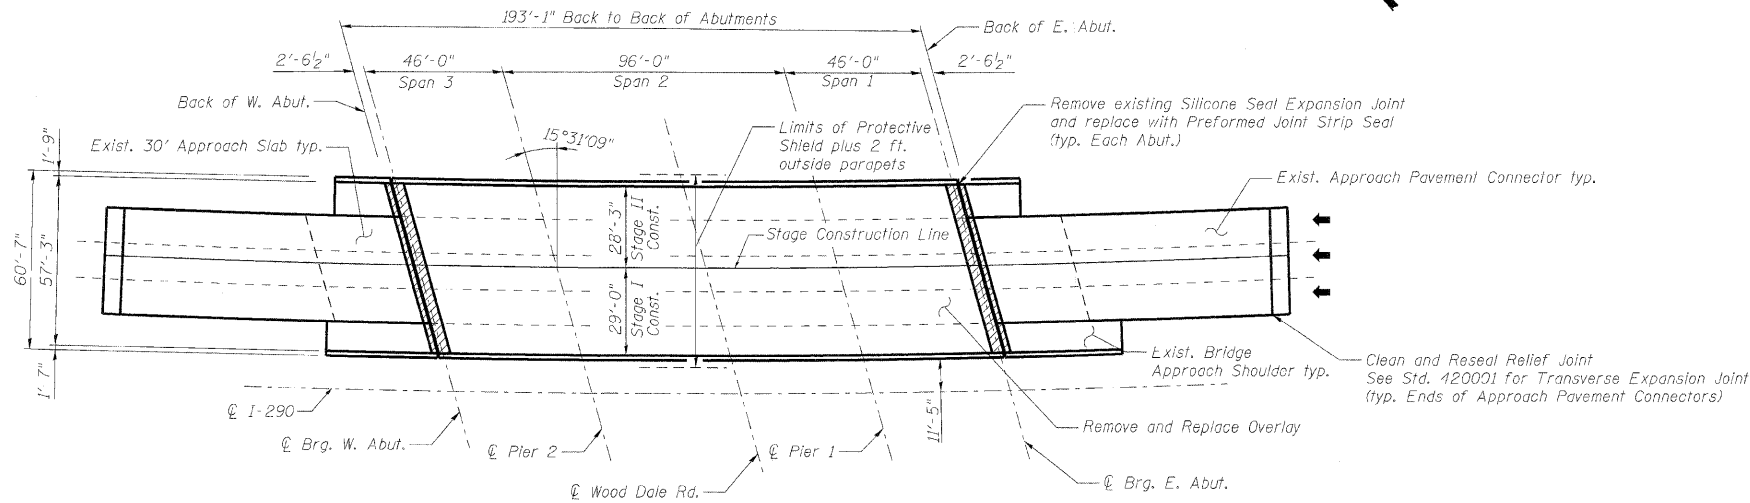 193'-1" Back to Back of Abutments
Back of E. Abut.
2'-6½"
46'-0"
Span 3
96'-0"
Span 2
46'-0"
Span 1
2'-6½"
Back of W. Abut.
Remove existing Silicone Seal Expansion Joint
and replace with Preformed Joint Strip Seal
(typ. Each Abut.)
1'-9"
Exist. 30' Approach Slab typ.
15°31'09"
Limits of Protective
Shield plus 2 ft.
outside parapets
Exist. Approach Pavement Connector typ.
60'-7"
57'-3"
28'-3"
Stage II
Const.
Stage Construction Line
29'-0"
Stage I
Const.
1' 7"
Exist. Bridge
Approach Shoulder typ.
Clean and Reseal Relief Joint
See Std. 420001 for Transverse Expansion Joint
(typ. Ends of Approach Pavement Connectors)
℄ I-290
11'-5"
Remove and Replace Overlay
℄ Brg. W. Abut.
℄ Pier 2
℄ Pier 1
℄ Wood Dale Rd.
℄ Brg. E. Abut.